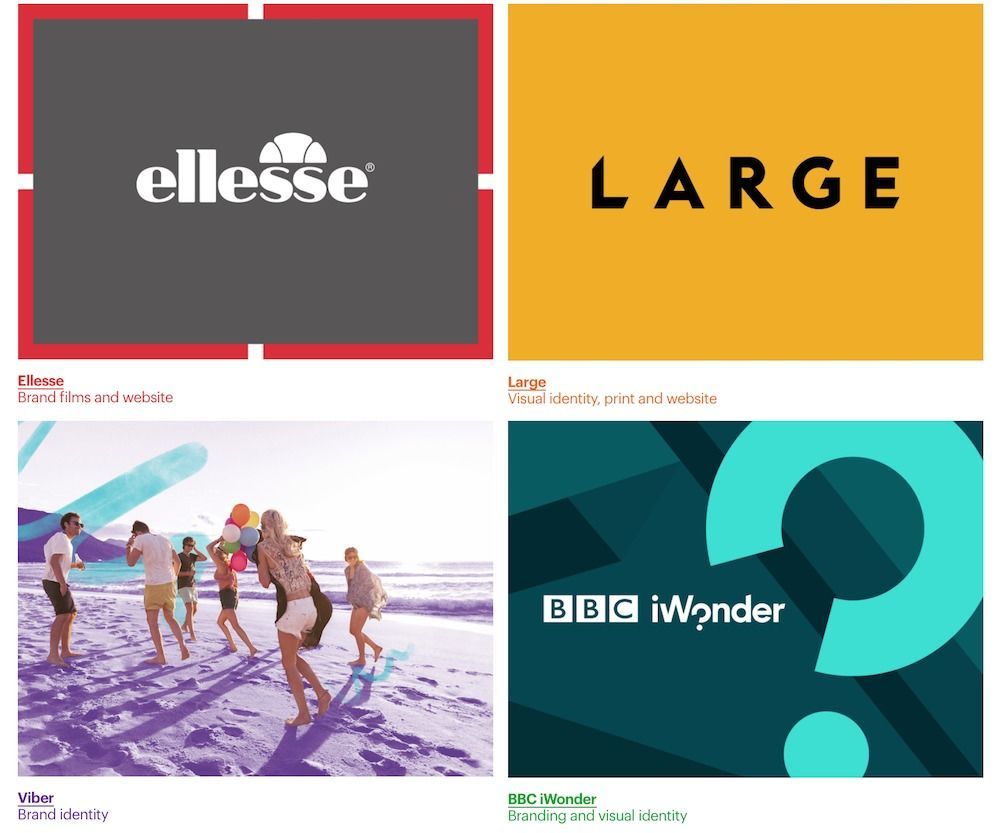 ellesse®
LARGE
Ellesse
Brand films and website
Large
Visual identity, print and website
BBC iWonder
Viber
Brand identity
BBC iWonder
Branding and visual identity